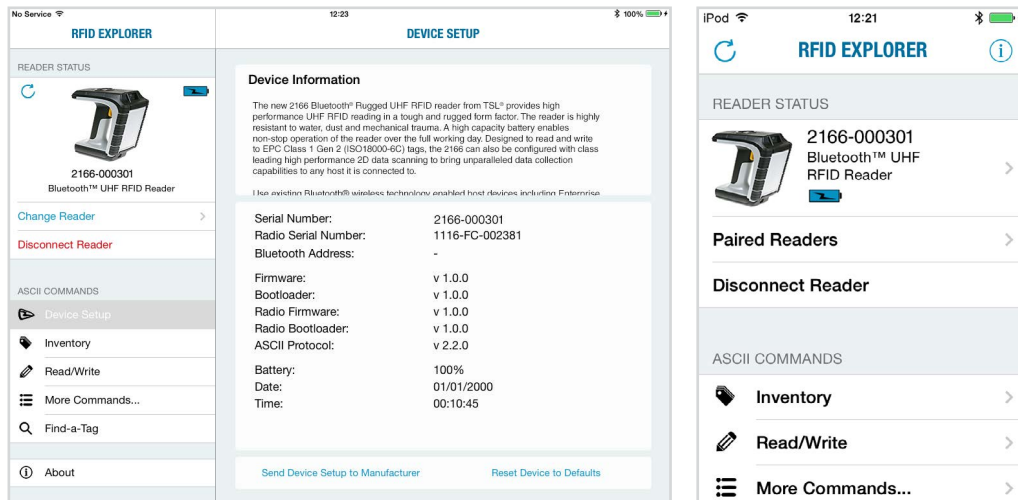 No Service 12:23 100%
RFID EXPLORER
DEVICE SETUP
READER STATUS
2166-000301
Bluetooth™ UHF RFID Reader
Change Reader
Disconnect Reader
ASCII COMMANDS
Device Setup
Inventory
Read/Write
More Commands...
Find-a-Tag
About
Device Information
The new 2166 Bluetooth® Rugged UHF RFID reader from TSL® provides high
performance UHF RFID reading in a tough and rugged form factor. The reader is highly
resistant to water, dust and mechanical trauma. A high capacity battery enables
non-stop operation of the reader over the full working day. Designed to read and write
to EPC Class 1 Gen 2 (ISO18000-6C) tags, the 2166 can also be configured with class
leading high performance 2D data scanning to bring unparalleled data collection
capabilities to any host it is connected to.
Use existing Bluetooth® wireless technology enabled host devices including Enterprise
Serial Number: 2166-000301
Radio Serial Number: 1116-FC-002381
Bluetooth Address: -
Firmware: v 1.0.0
Bootloader: v 1.0.0
Radio Firmware: v 1.0.0
Radio Bootloader: v 1.0.0
ASCII Protocol: v 2.2.0
Battery: 100%
Date: 01/01/2000
Time: 00:10:45
Send Device Setup to Manufacturer Reset Device to Defaults
iPod 12:21
RFID EXPLORER
READER STATUS
2166-000301
Bluetooth™ UHF
RFID Reader
Paired Readers
Disconnect Reader
ASCII COMMANDS
Inventory
Read/Write
More Commands...